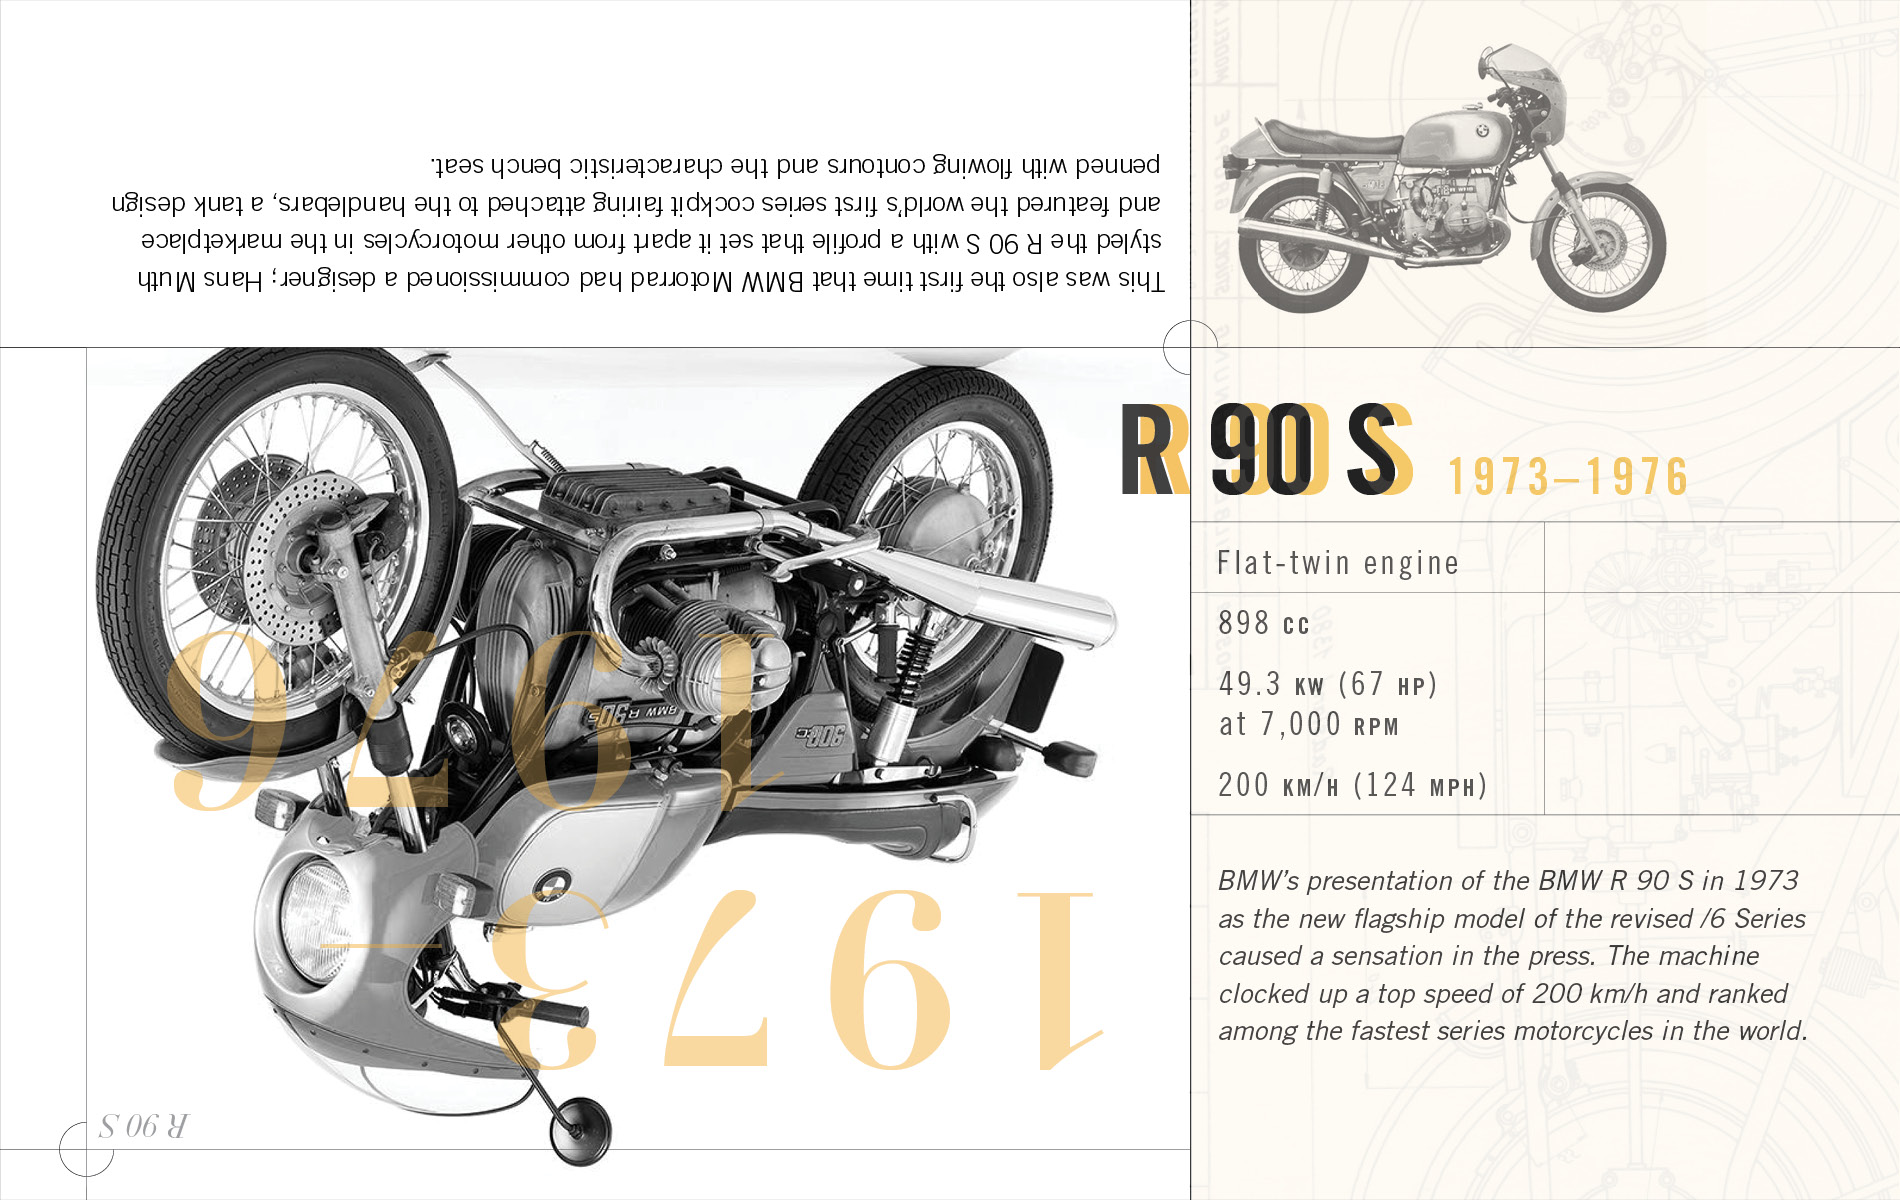 This was also the first time that BMW Motorrad had commissioned a designer; Hans Muth
styled the R 90 S with a profile that set it apart from other motorcycles in the marketplace
and featured the world's first series cockpit fairing attached to the handlebars, a tank design
penned with flowing contours and the characteristic bench seat.
R 90 S 1973–1976
Flat-twin engine
898 CC
49.3 KW (67 HP)
at 7,000 RPM
200 KM/H (124 MPH)
BMW’s presentation of the BMW R 90 S in 1973
as the new flagship model of the revised /6 Series
caused a sensation in the press. The machine
clocked up a top speed of 200 km/h and ranked
among the fastest series motorcycles in the world.
1973–
1976
BMW R 90S
R 90 S